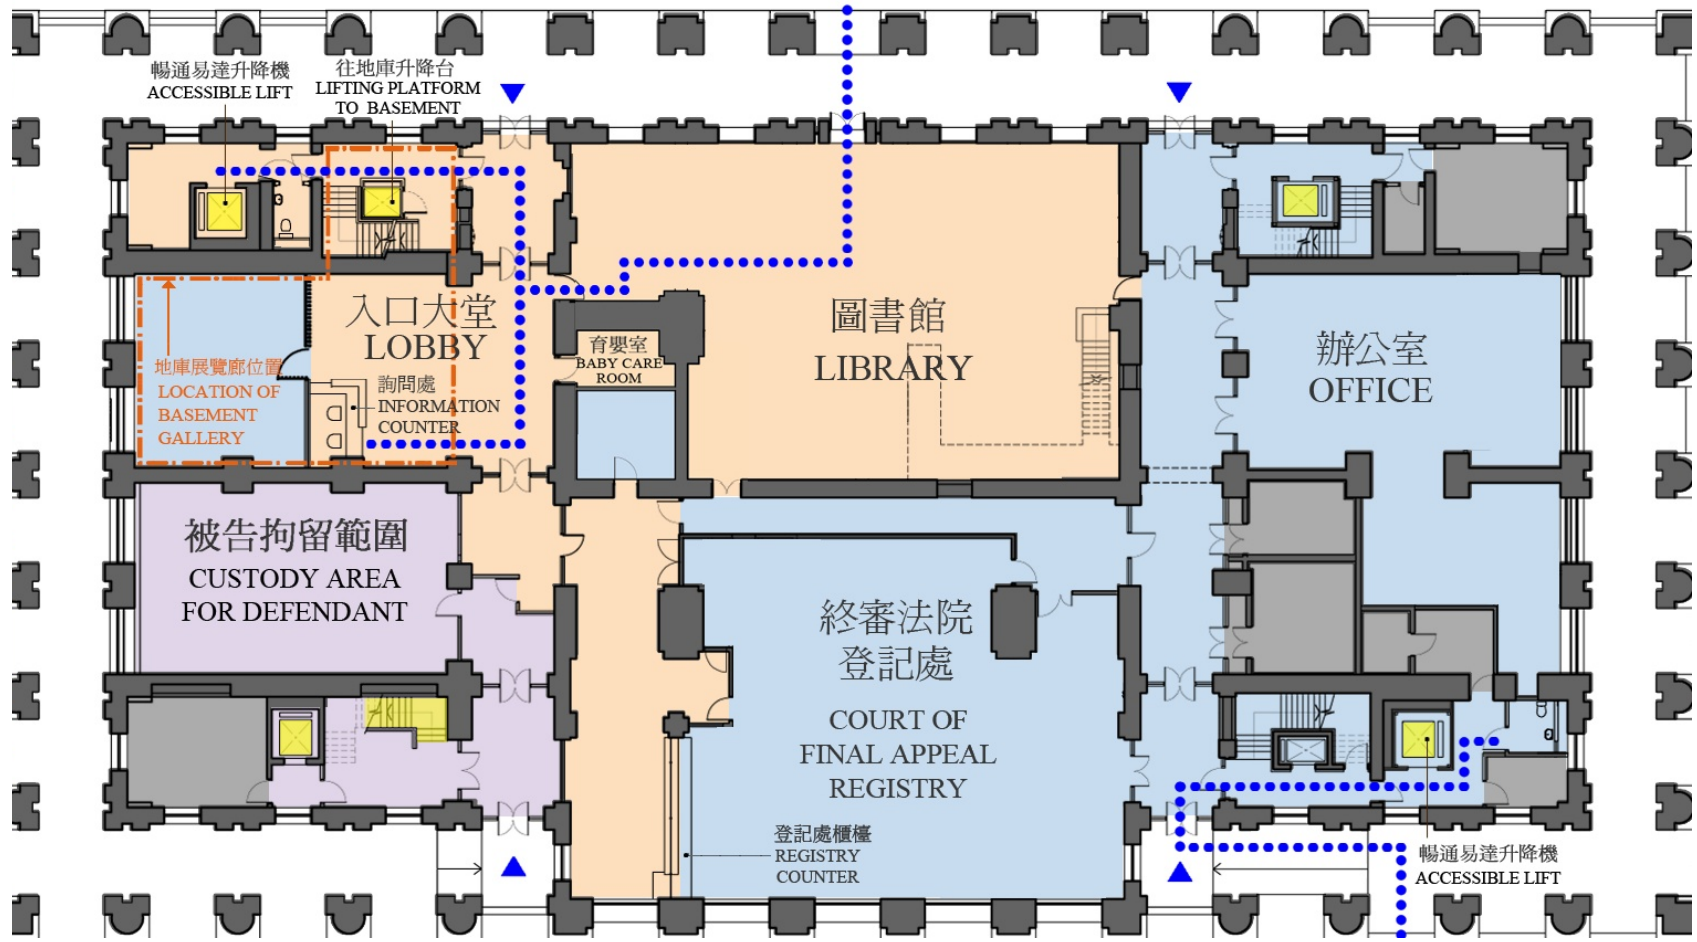 暢通易達升降機
ACCESSIBLE LIFT
往地庫升降台
LIFTING PLATFORM
TO BASEMENT
入口大堂
LOBBY
地庫展覽廊位置
LOCATION OF
BASEMENT
GALLERY
詢問處
INFORMATION
COUNTER
育嬰室
BABY CARE
ROOM
圖書館
LIBRARY
辦公室
OFFICE
被告拘留範圍
CUSTODY AREA
FOR DEFENDANT
終審法院
登記處
COURT OF
FINAL APPEAL
REGISTRY
登記處櫃檯
REGISTRY
COUNTER
暢通易達升降機
ACCESSIBLE LIFT